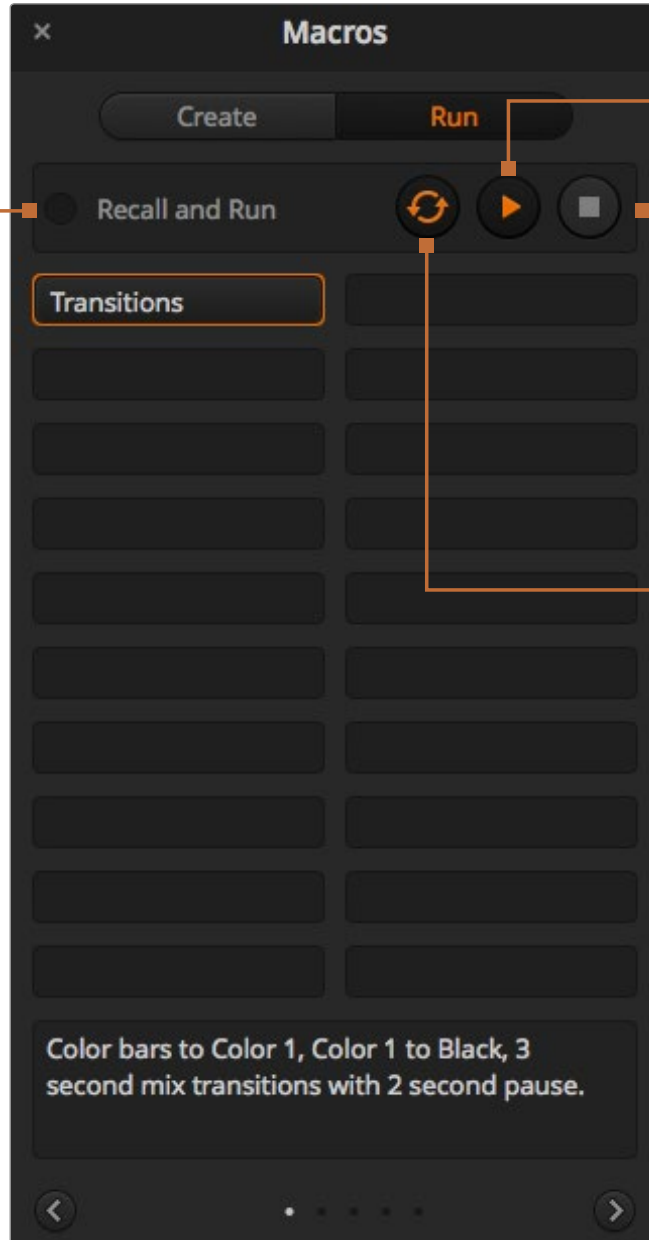 Macros
Create
Run
Recall and Run
Transitions
Color bars to Color 1, Color 1 to Black, 3
second mix transitions with 2 second pause.